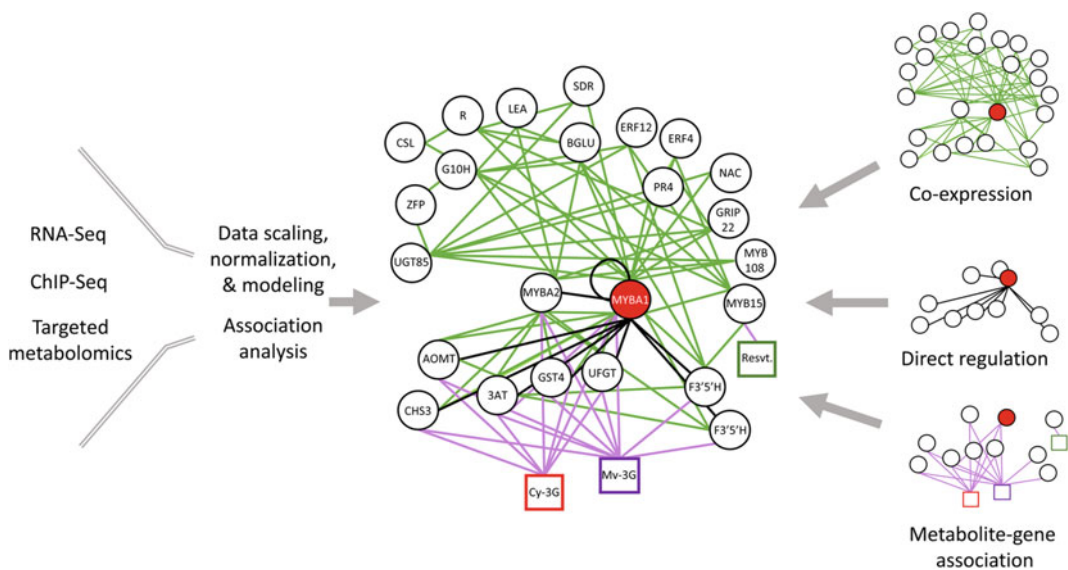 RNA-Seq
ChIP-Seq
Targeted
metabolomics
Data scaling,
normalization,
& modeling
Association
analysis
SDR
LEA
R
CSL
BGLU
ERF12
ERF4
G10H
PR4
NAC
ZFP
GRIP
22
UGT85
MYB
108
MYBA2
MYBA1
MYB15
AOMT
GST4
UFGT
Resvt.
3AT
F3'5'H
CHS3
F3'5'H
Cy-3G
Mv-3G
Co-expression
Direct regulation
Metabolite-gene
association